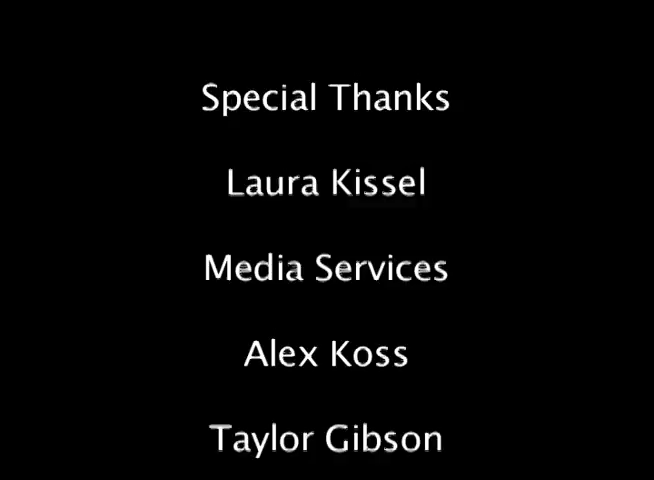 Special Thanks
Laura Kissel
Media Services
Alex Koss
Taylor Gibson